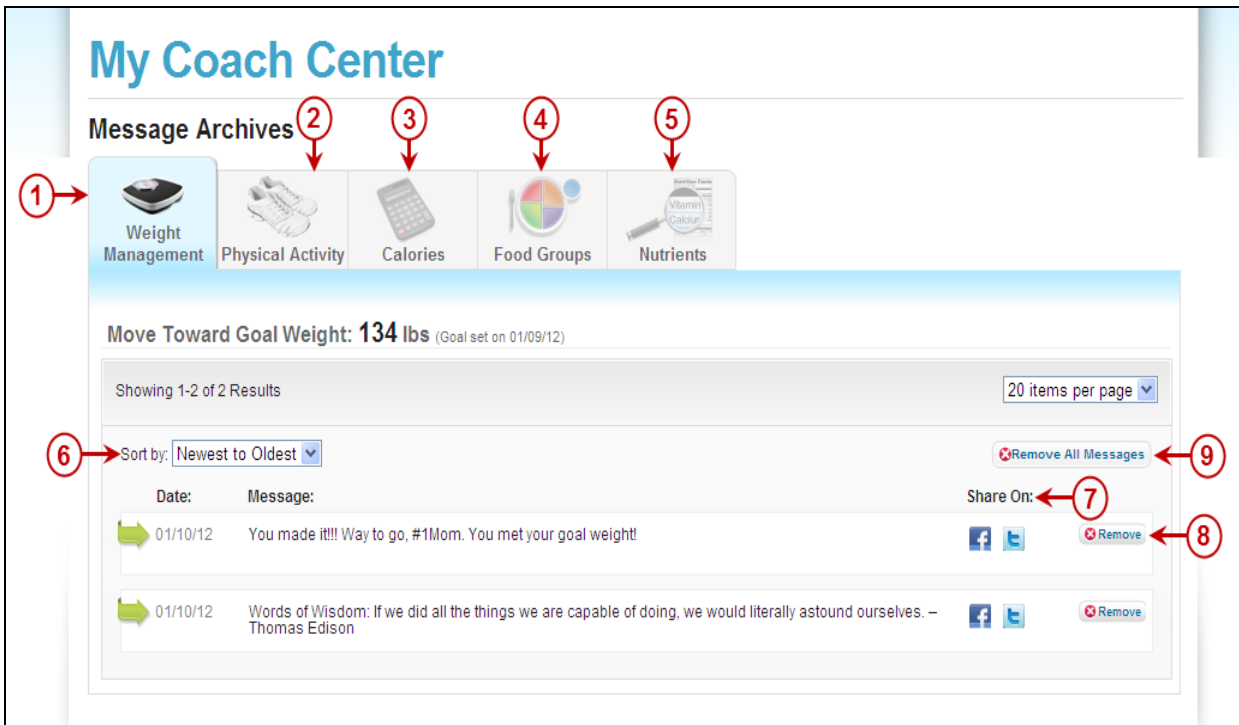 My Coach Center
Message Archives
2
3
4
5
1
Weight
Management
Physical Activity
Calories
Food Groups
Nutrition Facts
Vitamin
Calciur
Nutrients
Move Toward Goal Weight: 134 lbs (Goal set on 01/09/12)
Showing 1-2 of 2 Results
20 items per page
6
Sort by: Newest to Oldest
Remove All Messages
9
Date:
Message:
Share On:
7
01/10/12
You made it!!! Way to go, #1Mom. You met your goal weight!
f
t
Remove
8
01/10/12
Words of Wisdom: If we did all the things we are capable of doing, we would literally astound ourselves. –
Thomas Edison
f
t
Remove